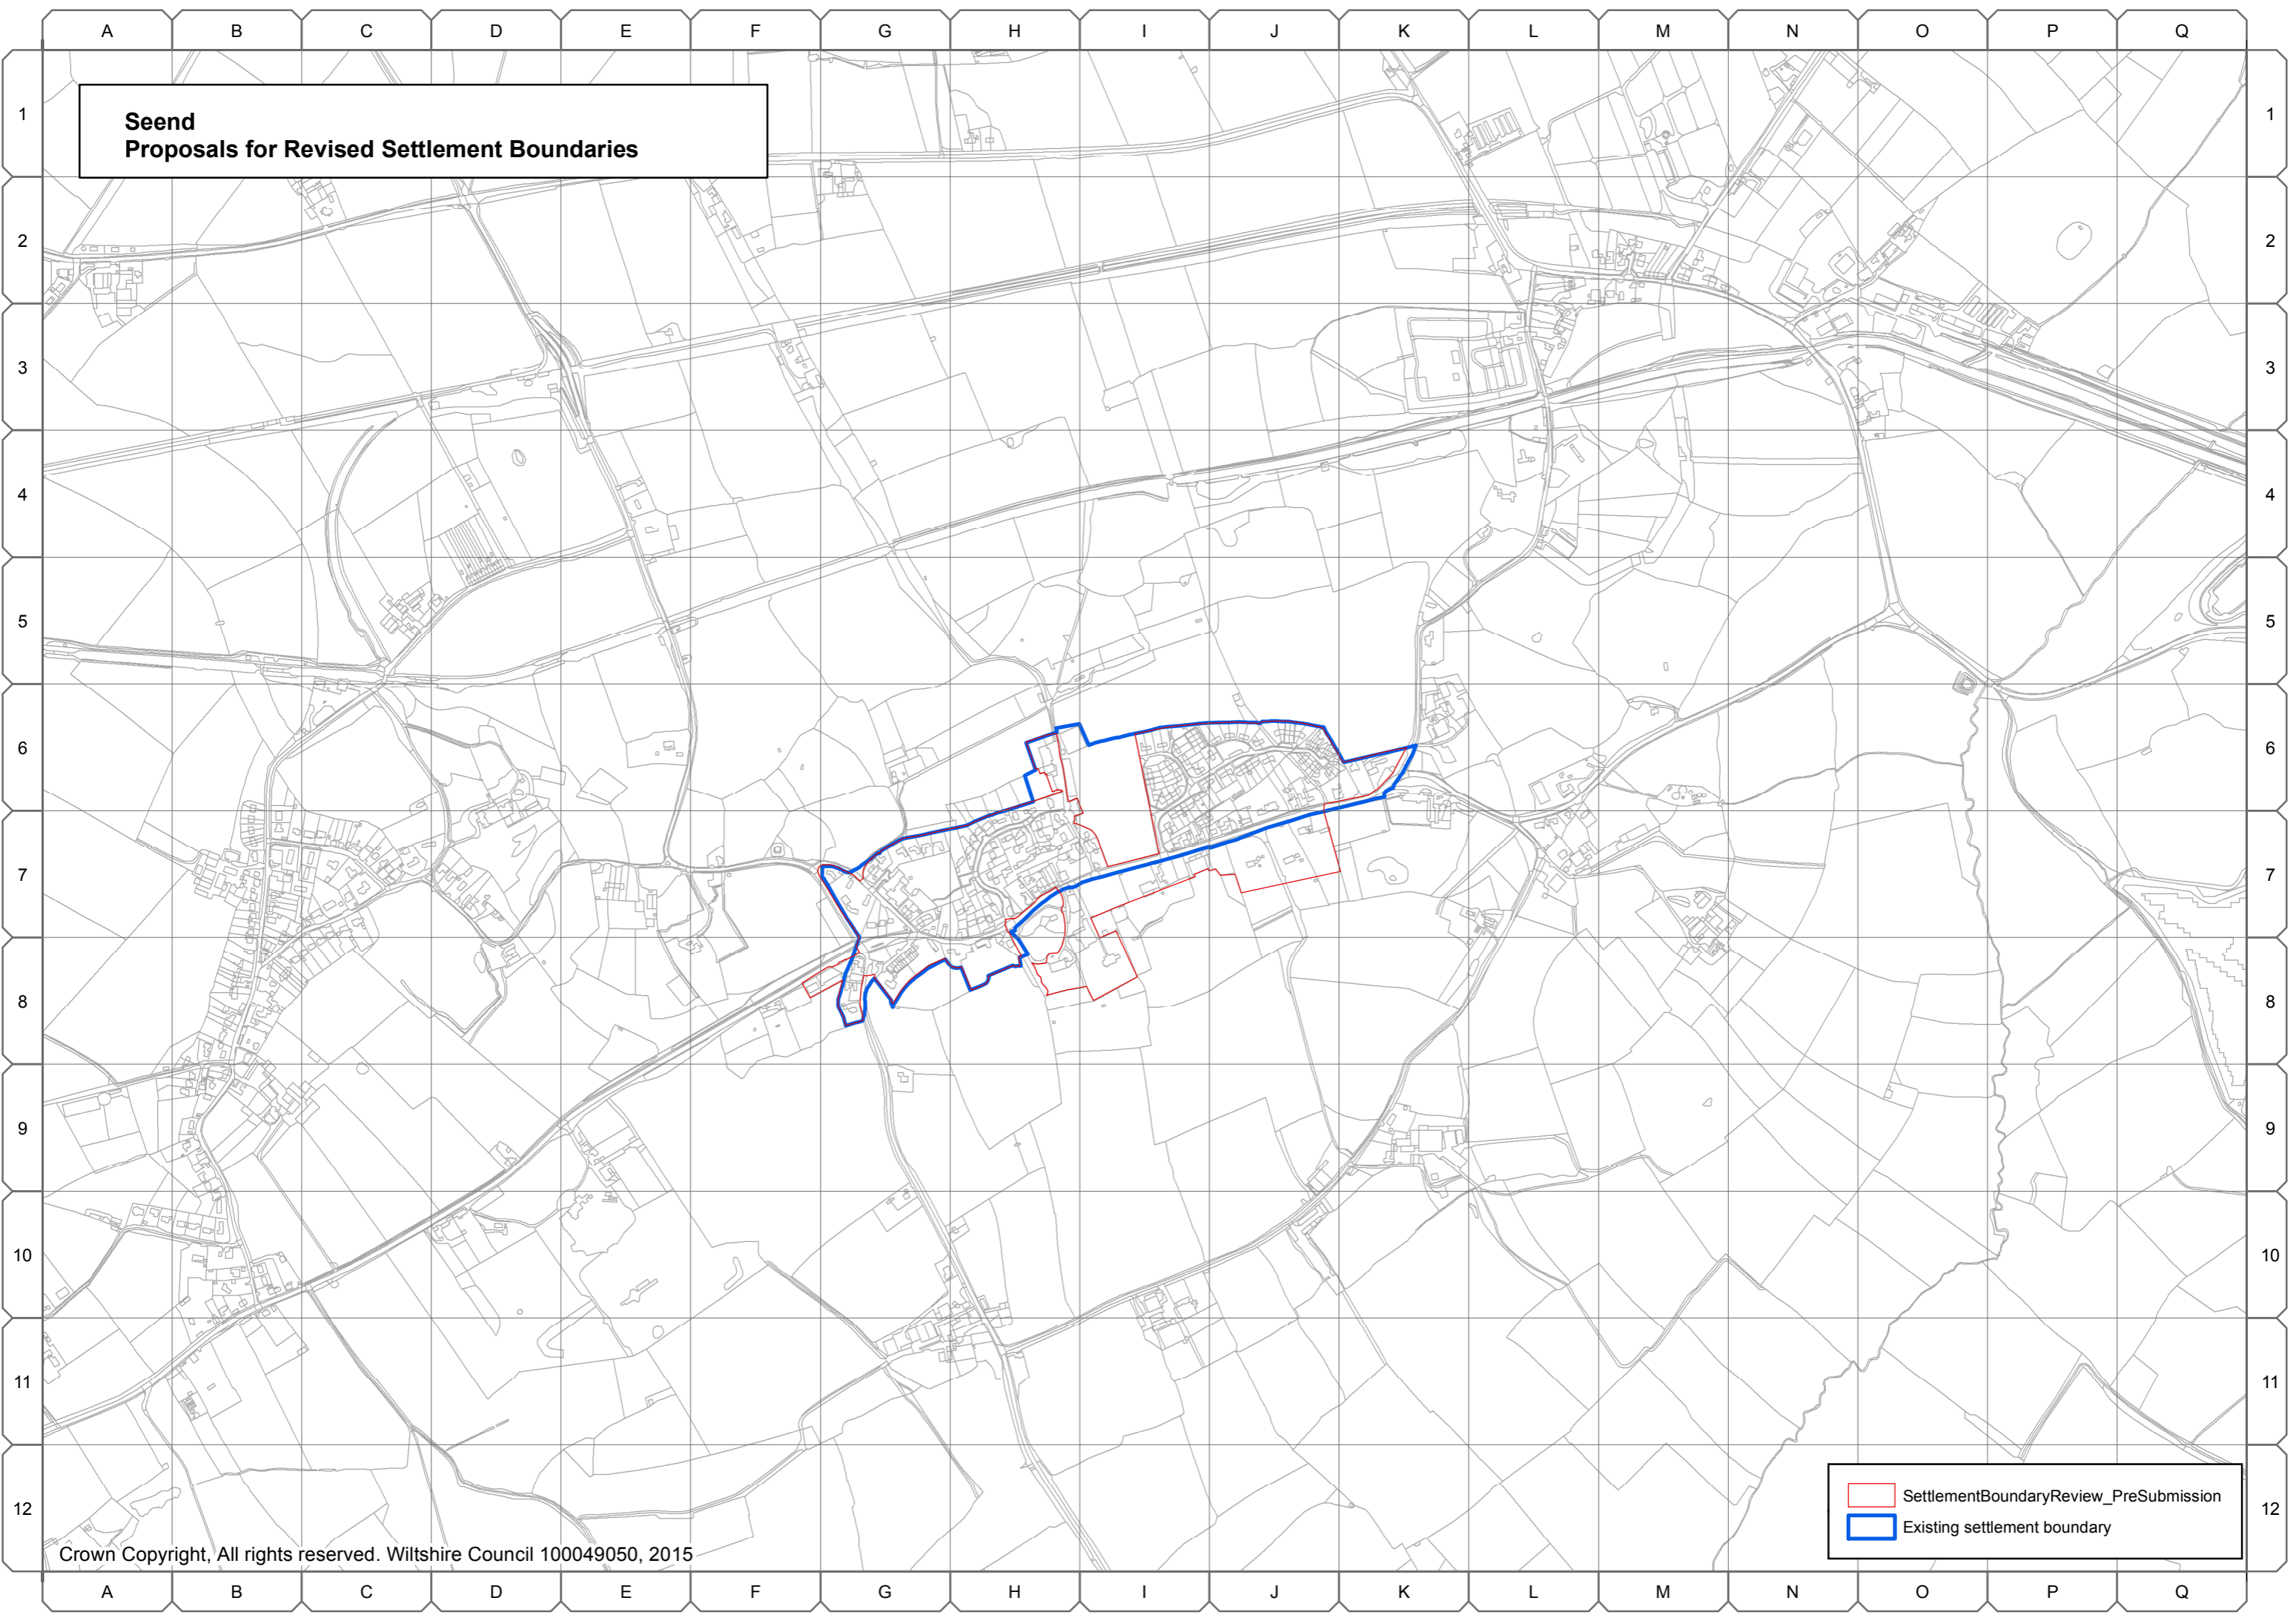 A B C D E F G H I J K L M N O P Q
Seend
Proposals for Revised Settlement Boundaries
1 1
2 2
3 3
4 4
5 5
6 6
7 7
8 8
9 9
10 10
11 11
12 12
SettlementBoundaryReview_PreSubmission
Existing settlement boundary
Crown Copyright, All rights reserved. Wiltshire Council 100049050, 2015
A B C D E F G H I J K L M N O P Q